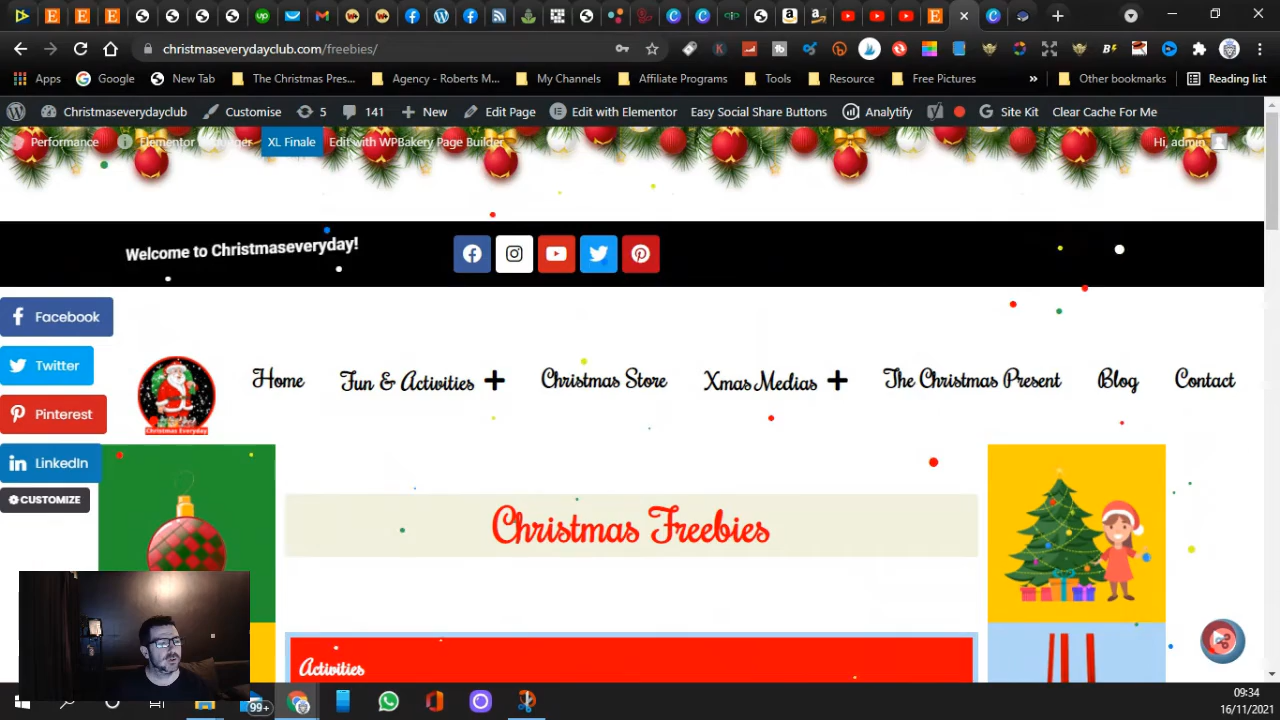 christmaseverydayclub.com/freebies/
Apps
Google
New Tab
The Christmas Pres...
Agency - Roberts M...
My Channels
Affiliate Programs
Tools
Resource
Free Pictures
»
Other bookmarks
Reading list
Christmaseverydayclub
Customise
5
141
New
Edit Page
Edit with Elementor
Easy Social Share Buttons
Analytify
Site Kit
Clear Cache For Me
Performance
XL Finale
Edit with WPBakery Page Builder
Hi, admin
Welcome to Christmaseveryday!
Facebook
Twitter
Pinterest
LinkedIn
CUSTOMIZE
Christmas Everyday
Home
Fun & Activities +
Christmas Store
Xmas Medias +
The Christmas Present
Blog
Contact
Christmas Freebies
Activities
99+
09:34
16/11/2021